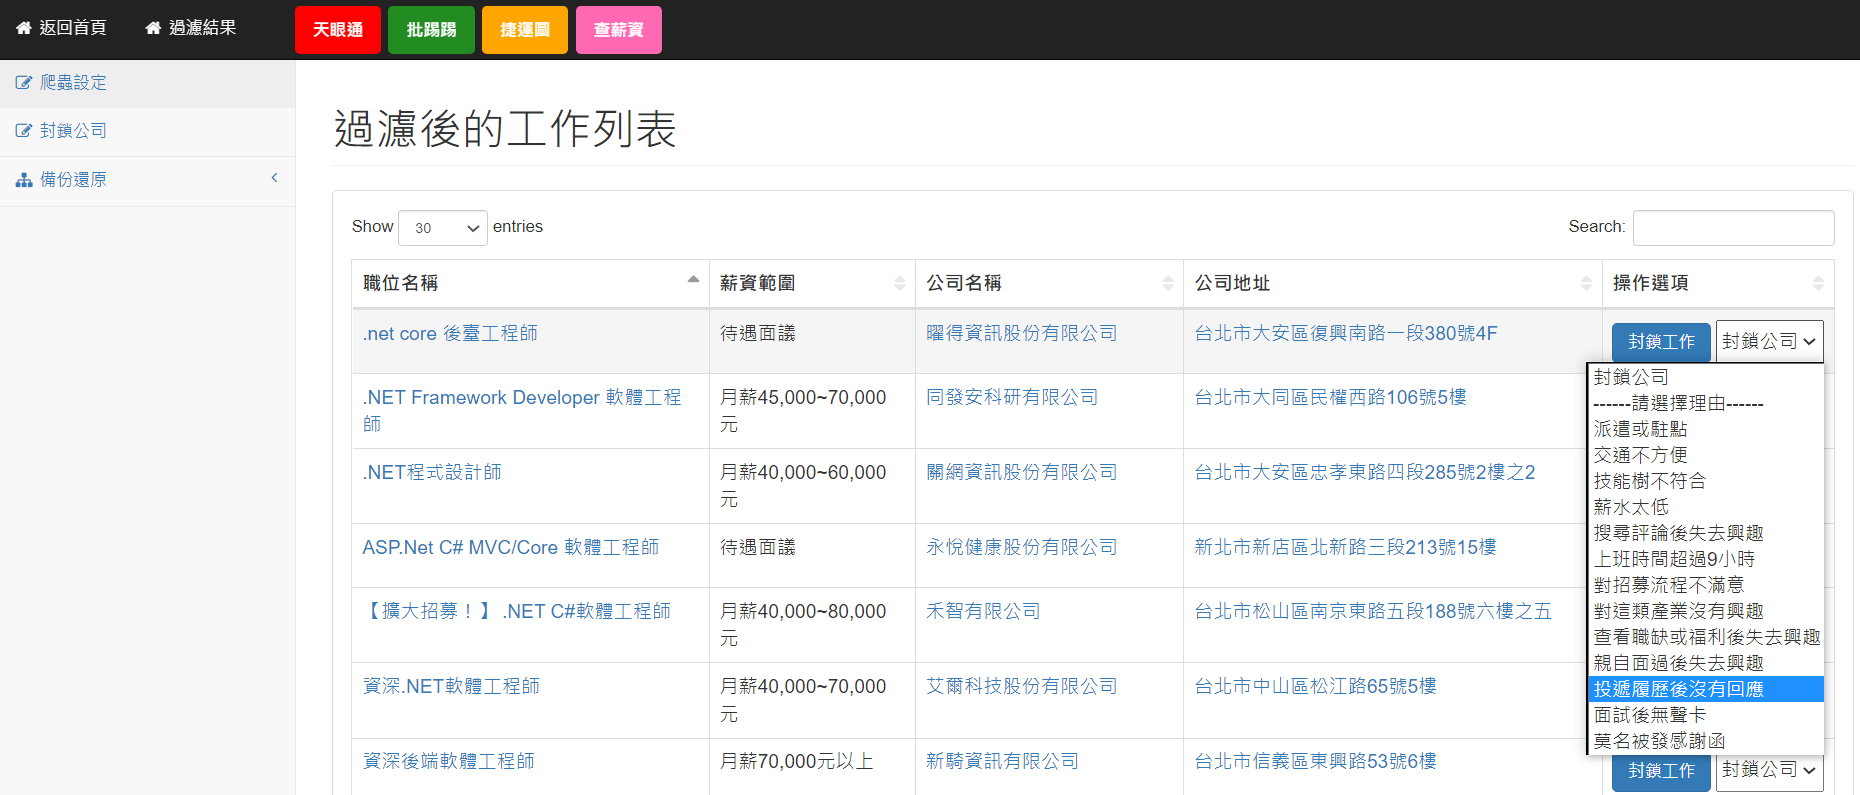 返回首頁 過濾結果 天眼通 批踢踢 捷運圖 查薪資
爬蟲設定
封鎖公司
備份還原
過濾後的工作列表
Show 30 entries Search:
職位名稱 薪資範圍 公司名稱 公司地址 操作選項
.net core 後臺工程師 待遇面議 曜得資訊股份有限公司 台北市大安區復興南路一段380號4F 封鎖工作 封鎖公司
.NET Framework Developer 軟體工程
師
月薪45,000~70,000
元
同發安科研有限公司 台北市大同區民權西路106號5樓
.NET程式設計師 月薪40,000~60,000
元
關網資訊股份有限公司 台北市大安區忠孝東路四段285號2樓之2
ASP.Net C# MVC/Core 軟體工程師 待遇面議 永悅健康股份有限公司 新北市新店區北新路三段213號15樓
【擴大招募！】.NET C#軟體工程師 月薪40,000~80,000
元
禾智有限公司 台北市松山區南京東路五段188號六樓之五
資深.NET軟體工程師 月薪40,000~70,000
元
艾爾科技股份有限公司 台北市中山區松江路65號5樓
資深後端軟體工程師 月薪70,000元以上 新騎資訊有限公司 台北市信義區東興路53號6樓 封鎖工作 封鎖公司
封鎖公司
------請選擇理由------
派遣或駐點
交通不方便
技能樹不符合
薪水太低
搜尋評論後失去興趣
上班時間超過9小時
對招募流程不滿意
對這類產業沒有興趣
查看職缺或福利後失去興趣
親自面過後失去興趣
投遞履歷後沒有回應
面試後無聲卡
莫名被發感謝函